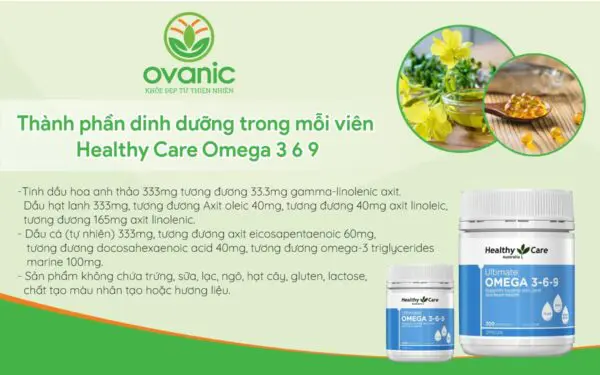 ovanic
KHỎE ĐẸP TỪ THIÊN NHIÊN
Thành phần dinh dưỡng trong mỗi viên
Healthy Care Omega 3 6 9
-Tinh dầu hoa anh thảo 333mg tương đương 33.3mg gamma-linolenic axit.
Dầu hạt lanh 333mg, tương đương Axit oleic 40mg, tương đương 40mg axit linoleic,
tương đương 165mg axit linolenic.
- Dầu cá (tự nhiên) 333mg, tương đương axit eicosapentaenoic 60mg,
tương đương docosahexaenoic acid 40mg, tương đương omega-3 triglycerides
marine 100mg.
- Sản phẩm không chứa trứng, sữa, lạc, ngô, hạt cây, gluten, lactose,
chất tạo màu nhân tạo hoặc hương liệu.
Healthy Care
Australia
Ultimate
OMEGA 3-6-9
200
Healthy Care
Australia
Ultimate
OMEGA 3-6-9